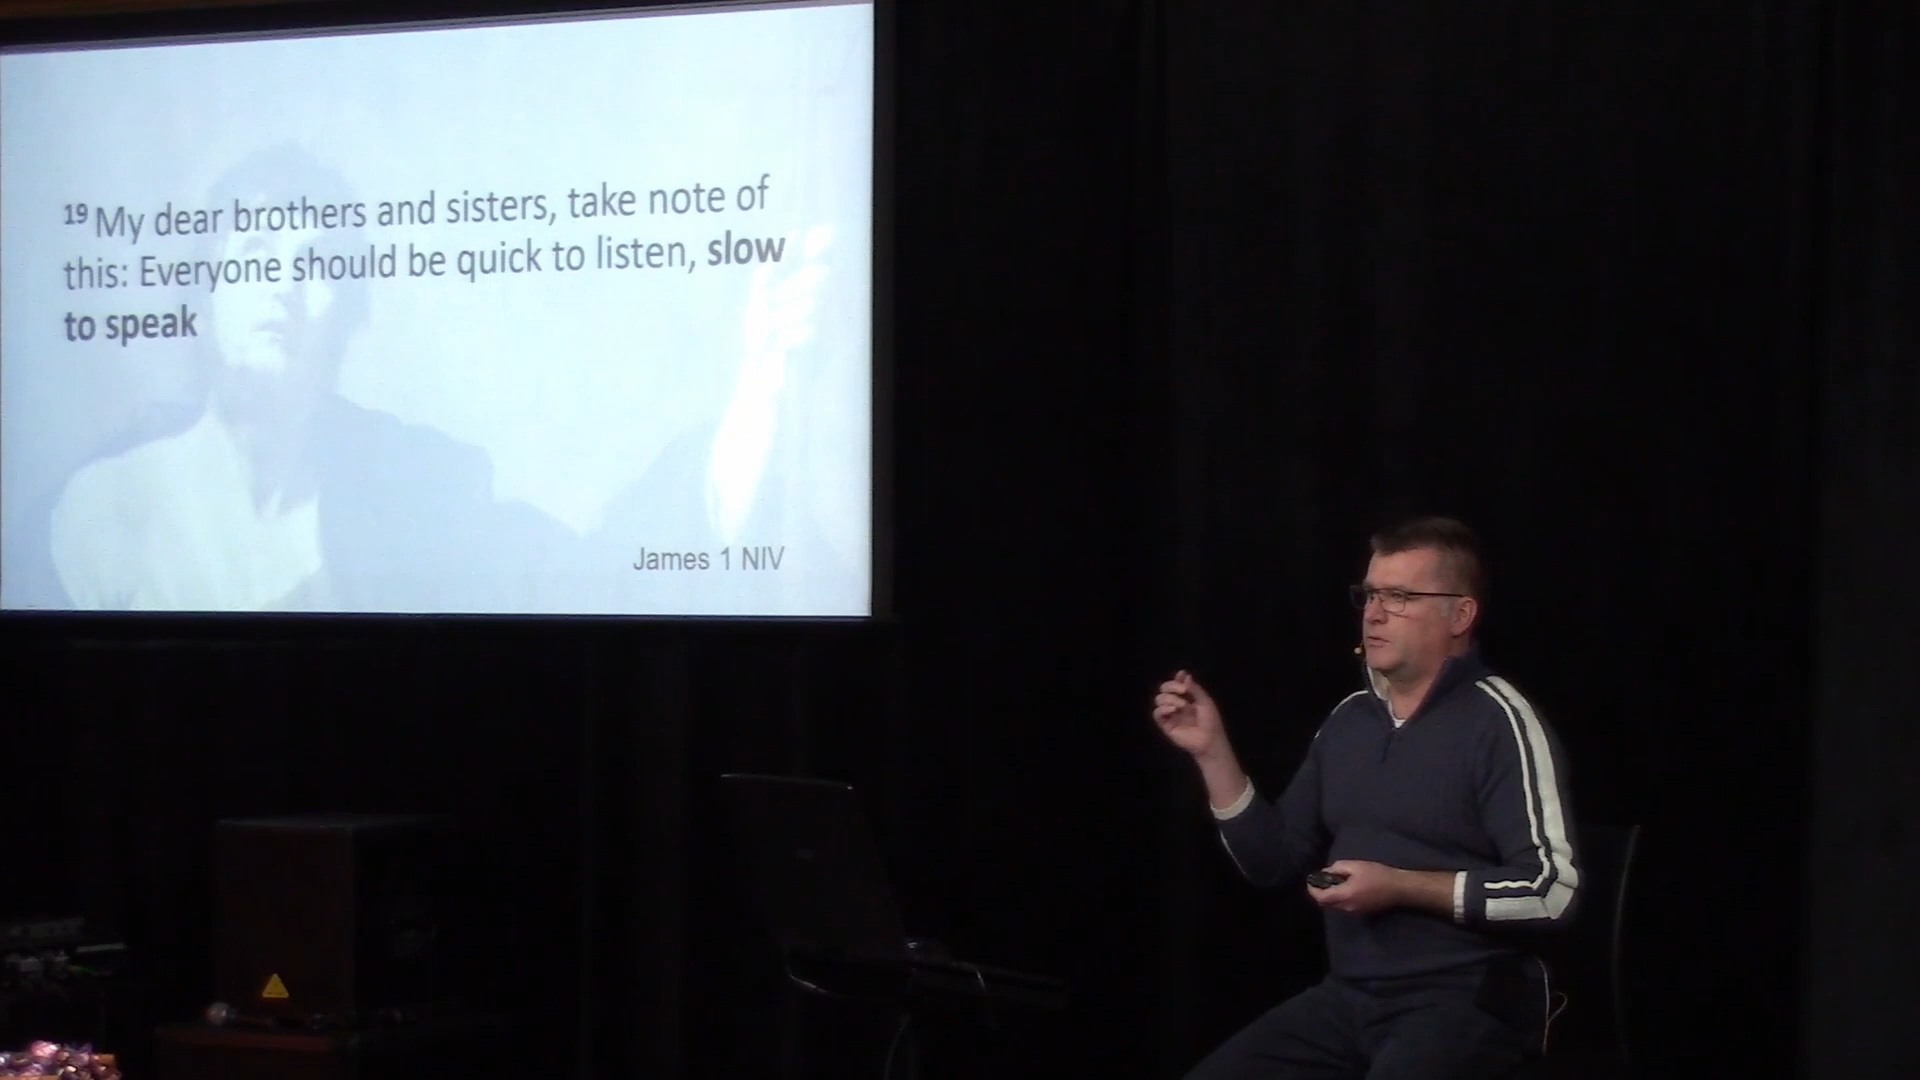 19 My dear brothers and sisters, take note of
this: Everyone should be quick to listen, slow
to speak
James 1 NIV